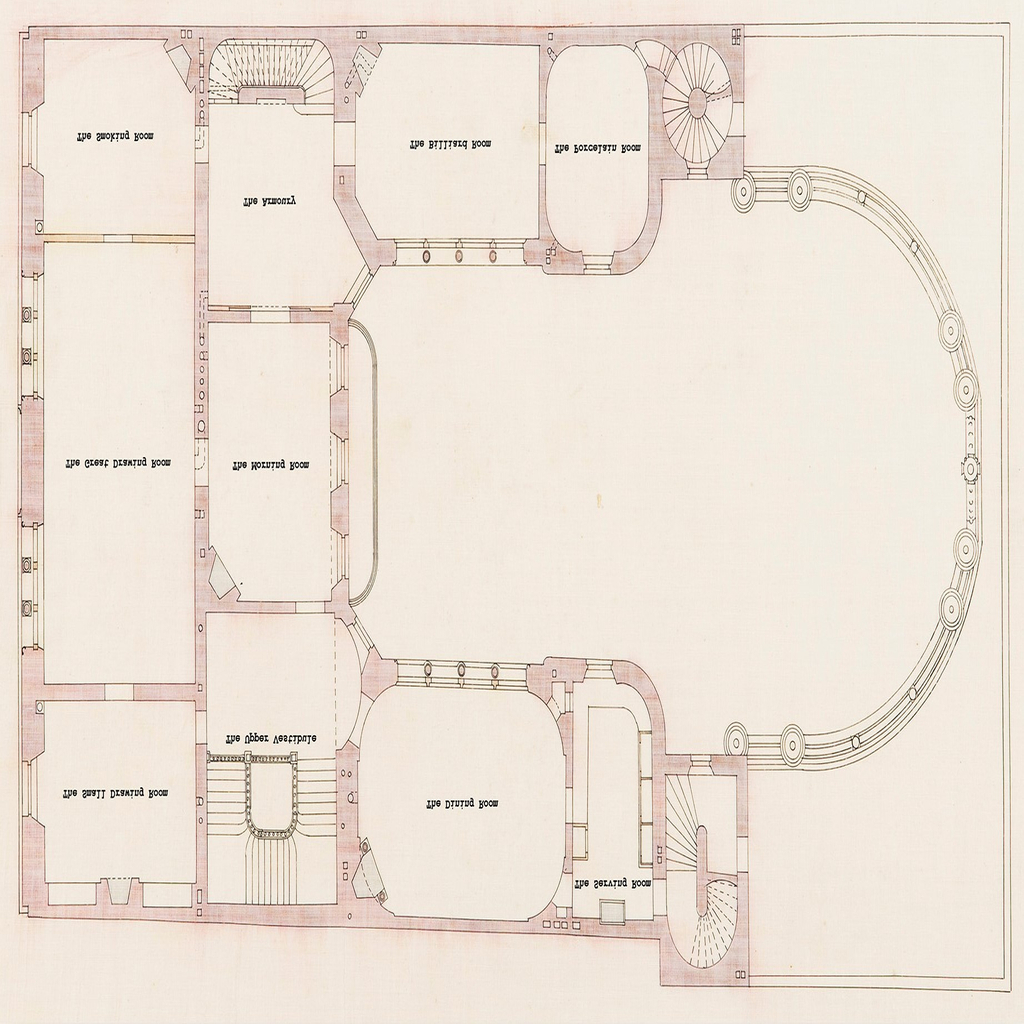 The Smoking Room
The Billiard Room
The Porcelain Room
The Armoury
The Great Drawing Room
The Morning Room
The Upper Vestibule
The Small Drawing Room
The Dining Room
The Serving Room